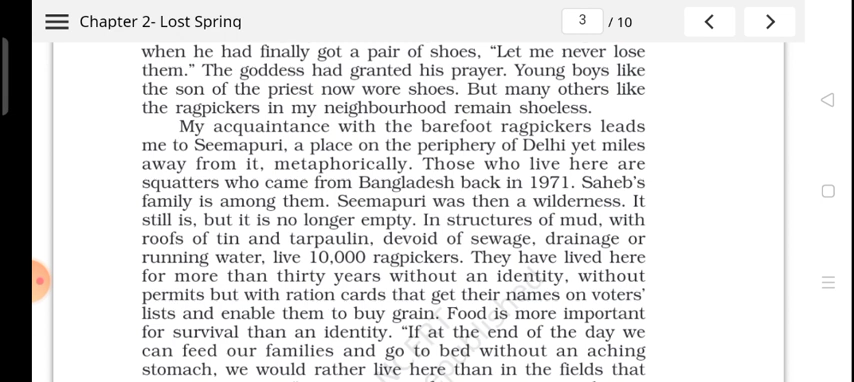 Chapter 2- Lost Spring
3 / 10
when he had finally got a pair of shoes, “Let me never lose
them.” The goddess had granted his prayer. Young boys like
the son of the priest now wore shoes. But many others like
the ragpickers in my neighbourhood remain shoeless.
My acquaintance with the barefoot ragpickers leads
me to Seemapuri, a place on the periphery of Delhi yet miles
away from it, metaphorically. Those who live here are
squatters who came from Bangladesh back in 1971. Saheb’s
family is among them. Seemapuri was then a wilderness. It
still is, but it is no longer empty. In structures of mud, with
roofs of tin and tarpaulin, devoid of sewage, drainage or
running water, live 10,000 ragpickers. They have lived here
for more than thirty years without an identity, without
permits but with ration cards that get their names on voters’
lists and enable them to buy grain. Food is more important
for survival than an identity. “If at the end of the day we
can feed our families and go to bed without an aching
stomach, we would rather live here than in the fields that